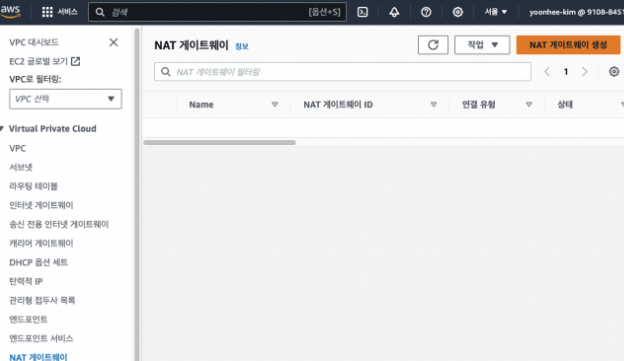 aws
서비스
검색
[옵션+S]
서울 ▼
yoonhee-kim @ 9108-8451
VPC 대시보드
EC2 글로벌 보기
VPC로 필터링:
VPC 선택
Virtual Private Cloud
VPC
서브넷
라우팅 테이블
인터넷 게이트웨이
송신 전용 인터넷 게이트웨이
캐리어 게이트웨이
DHCP 옵션 세트
탄력적 IP
관리형 접두사 목록
엔드포인트
엔드포인트 서비스
NAT 게이트웨이
NAT 게이트웨이 정보
작업 ▼
NAT 게이트웨이 생성
NAT 게이트웨이 필터링
1
Name
NAT 게이트웨이 ID
연결 유형
상태